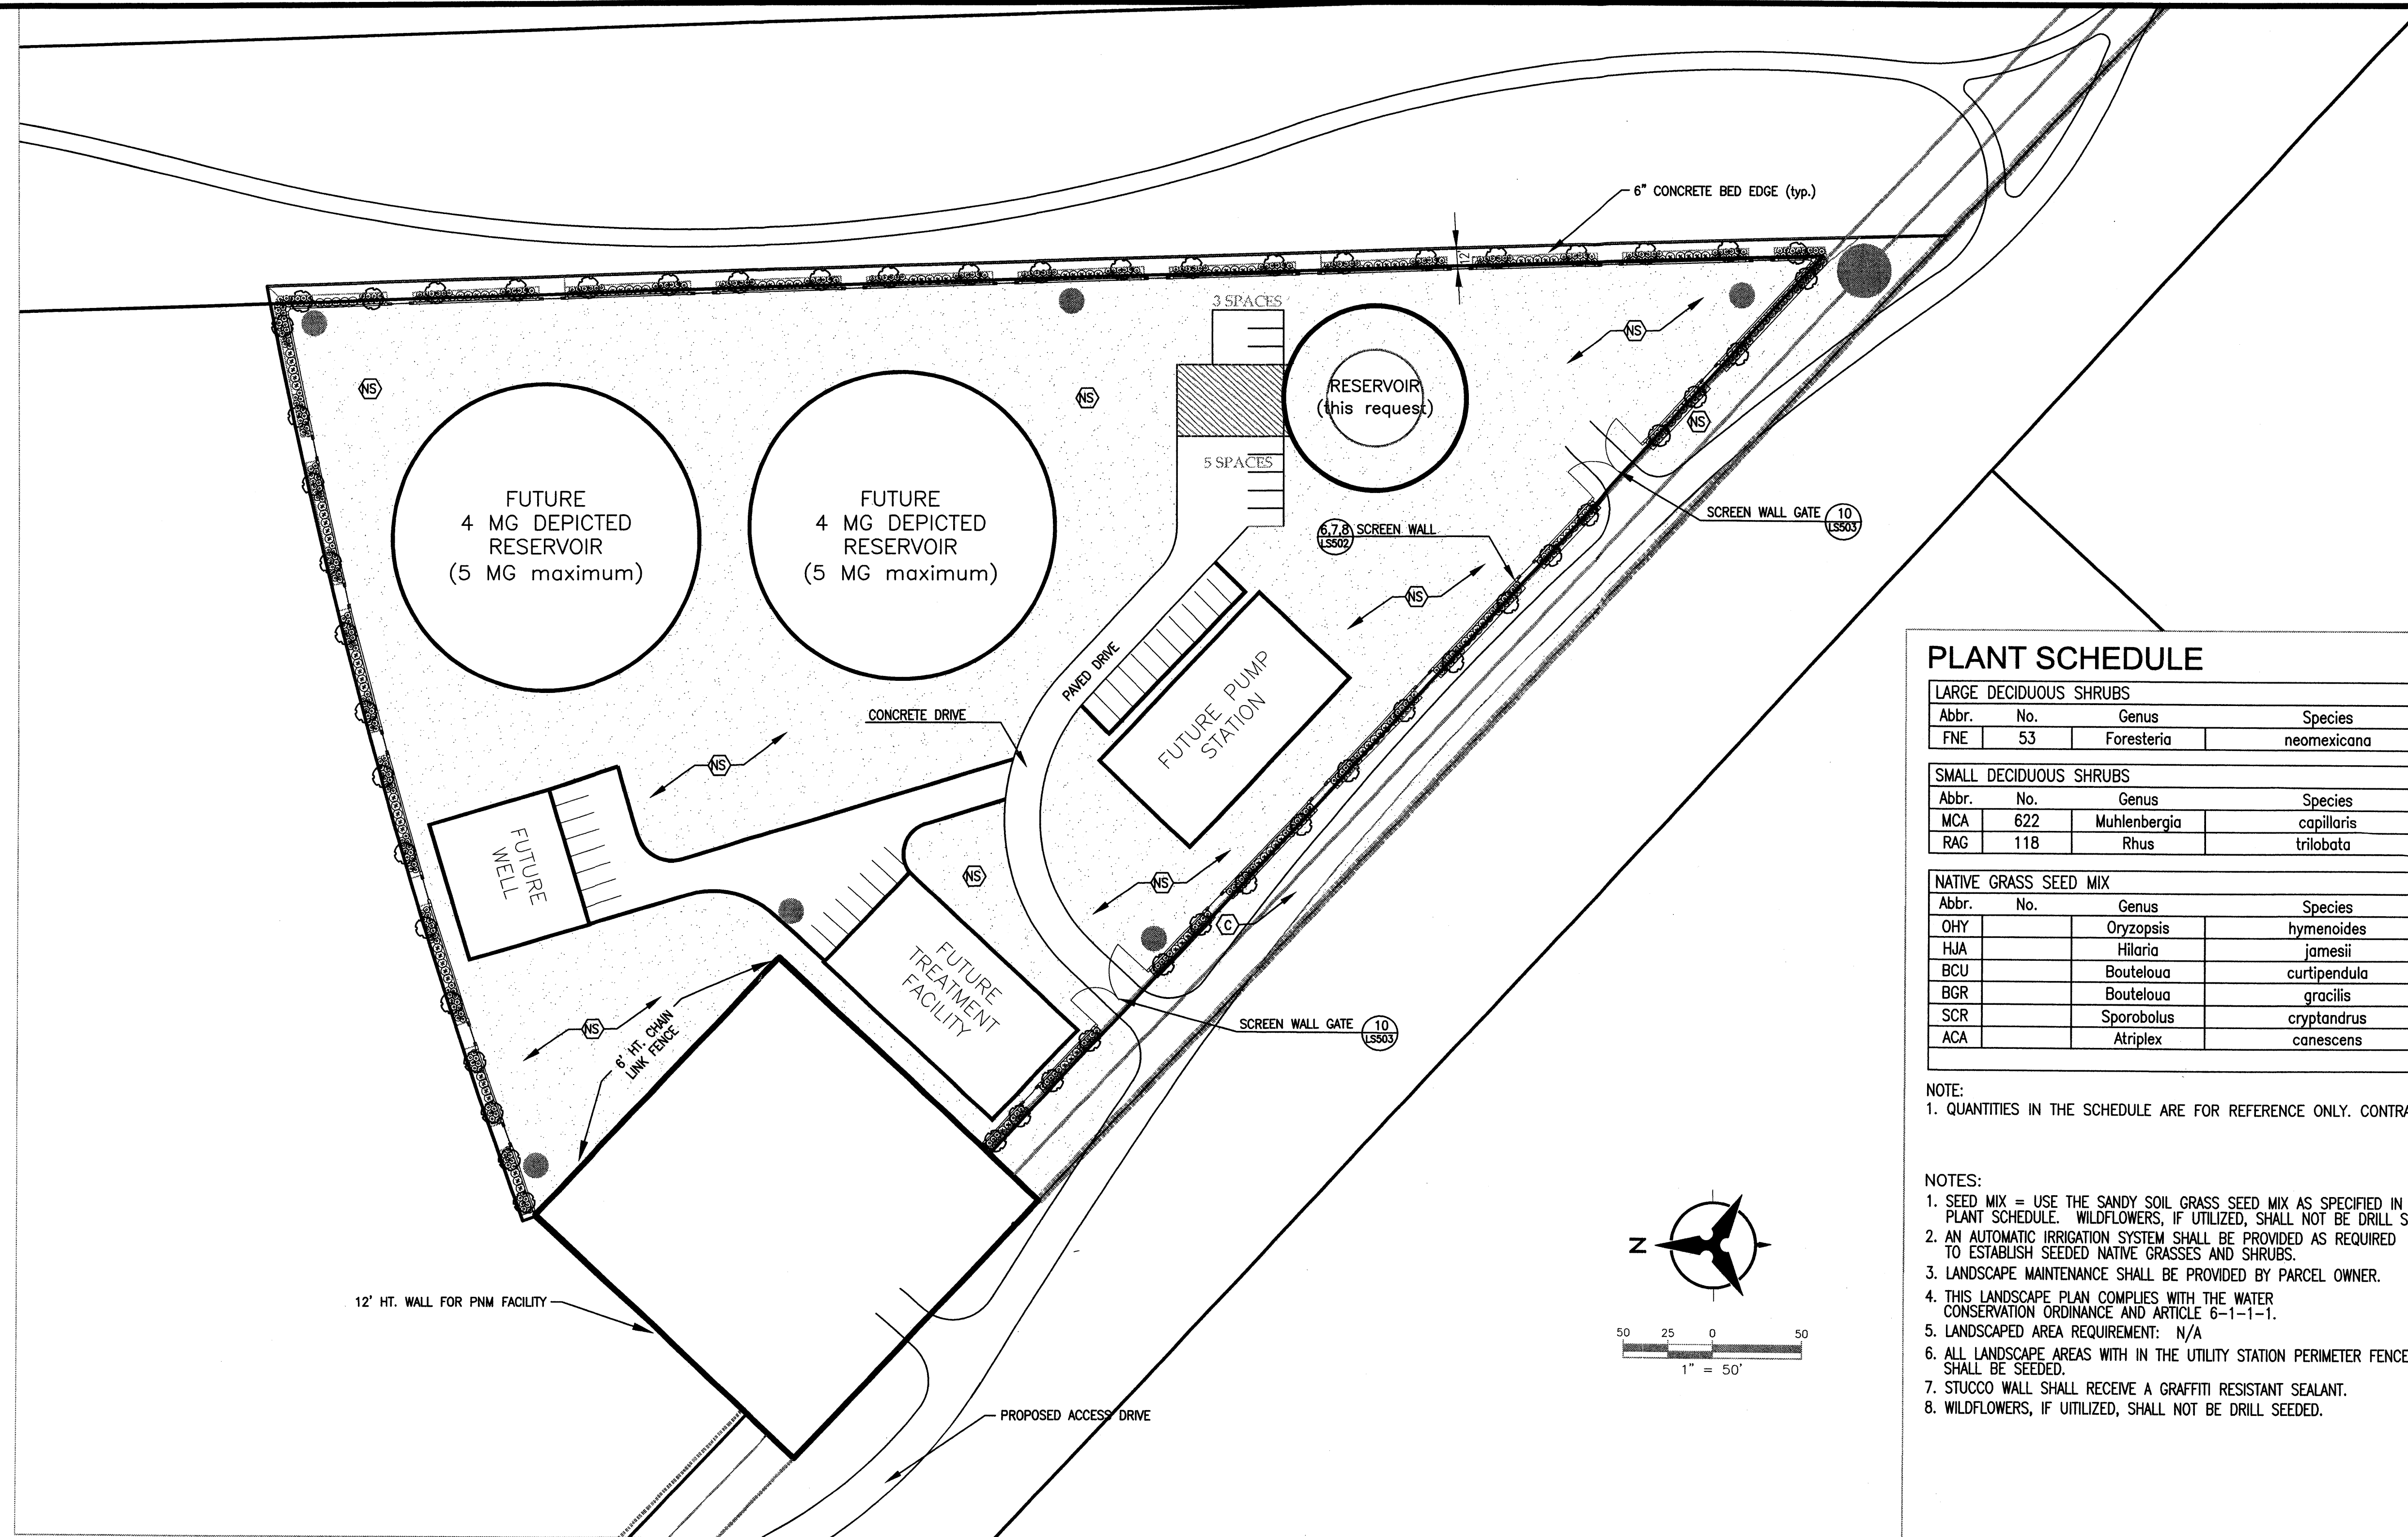 6" CONCRETE BED EDGE (typ.)
12'
3 SPACES
NS
NS
NS
RESERVOIR
(this request)
NS
5 SPACES
FUTURE
4 MG DEPICTED
RESERVOIR
(5 MG maximum)
FUTURE
4 MG DEPICTED
RESERVOIR
(5 MG maximum)
SCREEN WALL GATE
10
LS503
6,7,8
LS502
SCREEN WALL
NS
PAVED DRIVE
FUTURE PUMP
STATION
CONCRETE DRIVE
NS
FUTURE
WELL
NS
NS
C
FUTURE
TREATMENT
FACILITY
NS
6' HT. CHAIN
LINK FENCE
SCREEN WALL GATE
10
LS503
12' HT. WALL FOR PNM FACILITY
PROPOSED ACCESS DRIVE
N
50 25 0 50
1" = 50'
PLANT SCHEDULE
LARGE DECIDUOUS SHRUBS
Abbr. No. Genus Species
FNE 53 Foresteria neomexicana
SMALL DECIDUOUS SHRUBS
Abbr. No. Genus Species
MCA 622 Muhlenbergia capillaris
RAG 118 Rhus trilobata
NATIVE GRASS SEED MIX
Abbr. No. Genus Species
OHY Oryzopsis hymenoides
HJA Hilaria jamesii
BCU Bouteloua curtipendula
BGR Bouteloua gracilis
SCR Sporobolus cryptandrus
ACA Atriplex canescens
NOTE:
1. QUANTITIES IN THE SCHEDULE ARE FOR REFERENCE ONLY. CONTRA
NOTES:
1. SEED MIX = USE THE SANDY SOIL GRASS SEED MIX AS SPECIFIED IN
PLANT SCHEDULE. WILDFLOWERS, IF UTILIZED, SHALL NOT BE DRILL S
2. AN AUTOMATIC IRRIGATION SYSTEM SHALL BE PROVIDED AS REQUIRED
TO ESTABLISH SEEDED NATIVE GRASSES AND SHRUBS.
3. LANDSCAPE MAINTENANCE SHALL BE PROVIDED BY PARCEL OWNER.
4. THIS LANDSCAPE PLAN COMPLIES WITH THE WATER
CONSERVATION ORDINANCE AND ARTICLE 6-1-1-1.
5. LANDSCAPED AREA REQUIREMENT: N/A
6. ALL LANDSCAPE AREAS WITH IN THE UTILITY STATION PERIMETER FENCE
SHALL BE SEEDED.
7. STUCCO WALL SHALL RECEIVE A GRAFFITI RESISTANT SEALANT.
8. WILDFLOWERS, IF UITILIZED, SHALL NOT BE DRILL SEEDED.